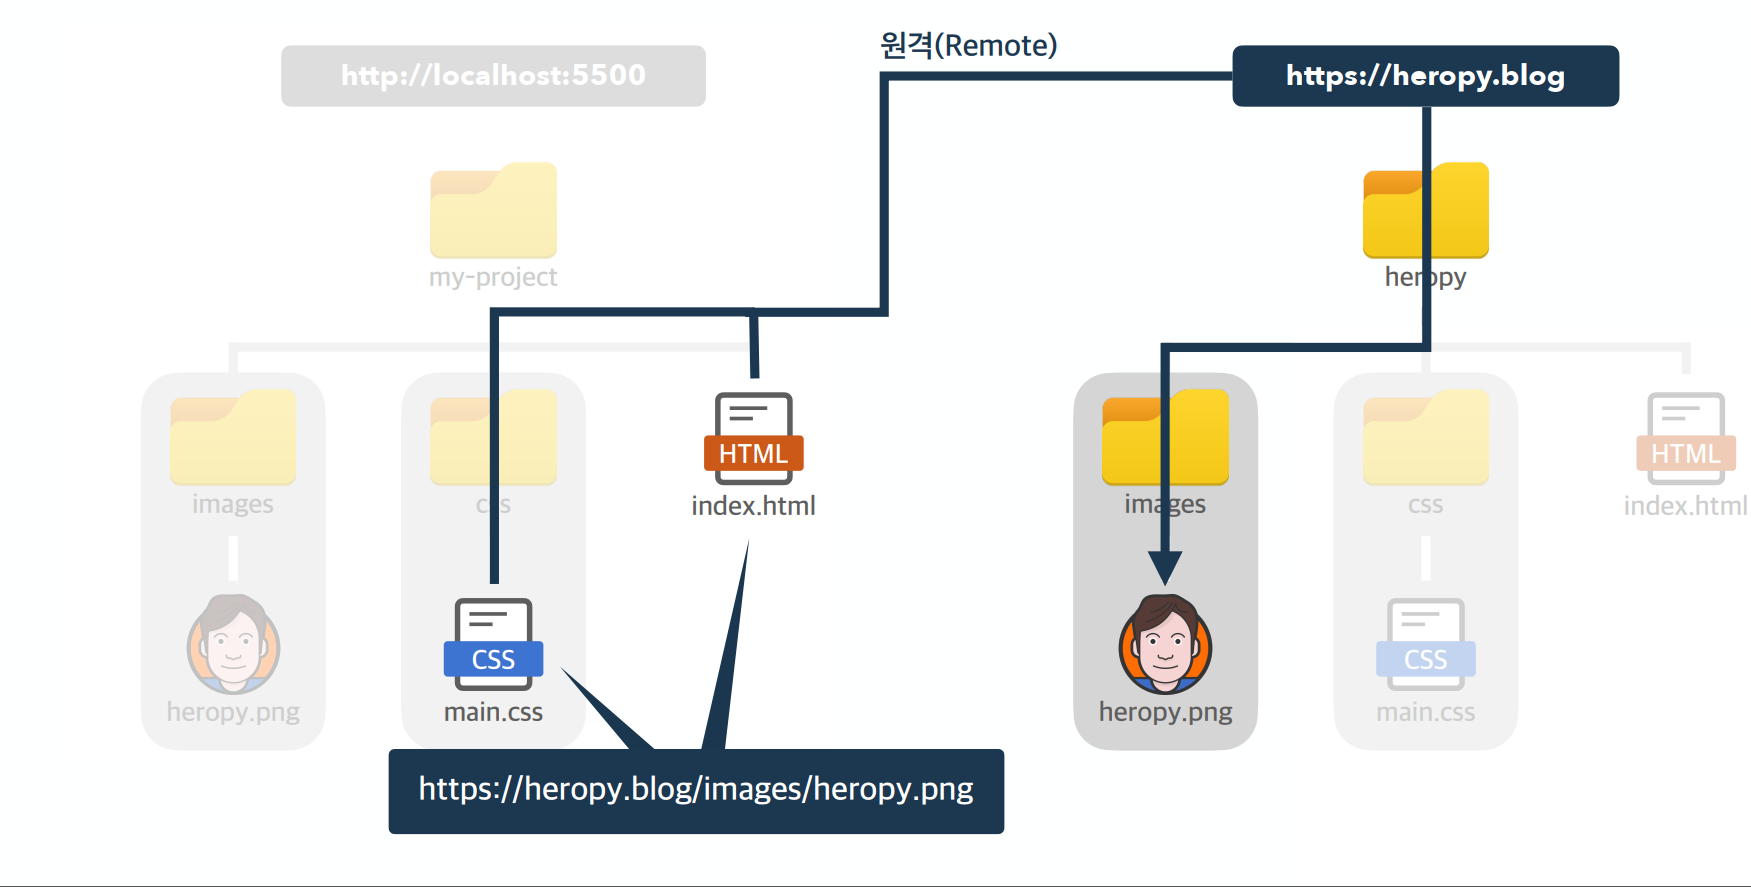 원격(Remote)
http://localhost:5500
https://heropy.blog
my-project
heropy
HTML
HTML
images
css
index.html
images
css
index.html
CSS
CSS
heropy.png
main.css
heropy.png
main.css
https://heropy.blog/images/heropy.png